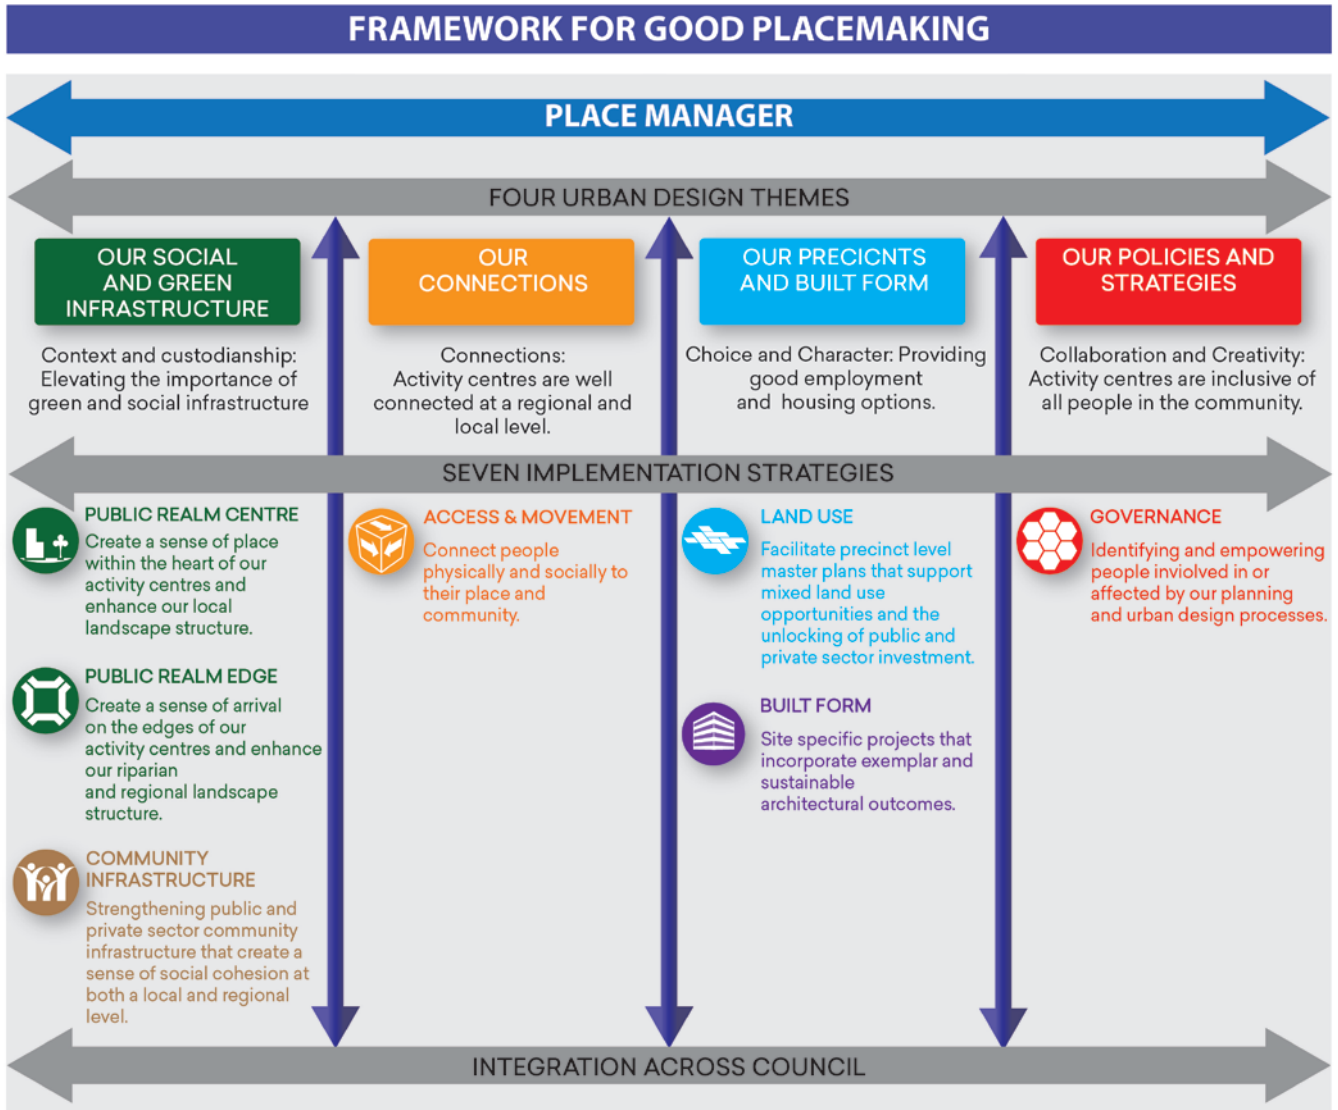 FRAMEWORK FOR GOOD PLACEMAKING
PLACE MANAGER
FOUR URBAN DESIGN THEMES
OUR SOCIAL
AND GREEN
INFRASTRUCTURE
Context and custodianship:
Elevating the importance of
green and social infrastructure
OUR
CONNECTIONS
Connections:
Activity centres are well
connected at a regional and
local level.
OUR PRECICNTS
AND BUILT FORM
Choice and Character: Providing
good employment
and housing options.
OUR POLICIES AND
STRATEGIES
Collaboration and Creativity:
Activity centres are inclusive of
all people in the community.
SEVEN IMPLEMENTATION STRATEGIES
PUBLIC REALM CENTRE
Create a sense of place
within the heart of our
activity centres and
enhance our local
landscape structure.
PUBLIC REALM EDGE
Create a sense of arrival
on the edges of our
activity centres and enhance
our riparian
and regional landscape
structure.
COMMUNITY
INFRASTRUCTURE
Strengthening public and
private sector community
infrastructure that create a
sense of social cohesion at
both a local and regional
level.
ACCESS & MOVEMENT
Connect people
physically and socially to
their place and
community.
LAND USE
Facilitate precinct level
master plans that support
mixed land use
opportunities and the
unlocking of public and
private sector investment.
BUILT FORM
Site specific projects that
incorporate exemplar and
sustainable
architectural outcomes.
GOVERNANCE
Identifying and empowering
people inviolved in or
affected by our planning
and urban design processes.
INTEGRATION ACROSS COUNCIL